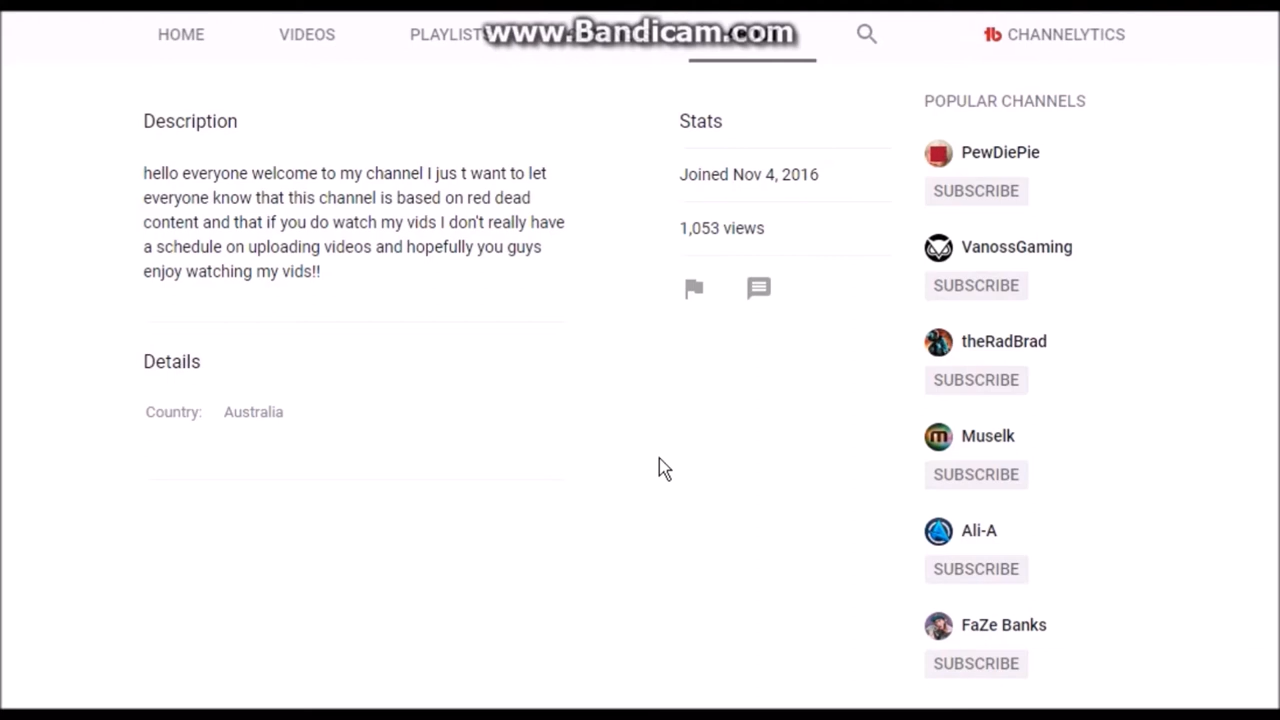 www.Bandicam.com
HOME
VIDEOS
PLAYLISTS
CHANNELYTICS
Description
hello everyone welcome to my channel I jus t want to let
everyone know that this channel is based on red dead
content and that if you do watch my vids I don't really have
a schedule on uploading videos and hopefully you guys
enjoy watching my vids!!
Details
Country: Australia
Stats
Joined Nov 4, 2016
1,053 views
POPULAR CHANNELS
PewDiePie
SUBSCRIBE
VanossGaming
SUBSCRIBE
theRadBrad
SUBSCRIBE
Muselk
SUBSCRIBE
Ali-A
SUBSCRIBE
FaZe Banks
SUBSCRIBE